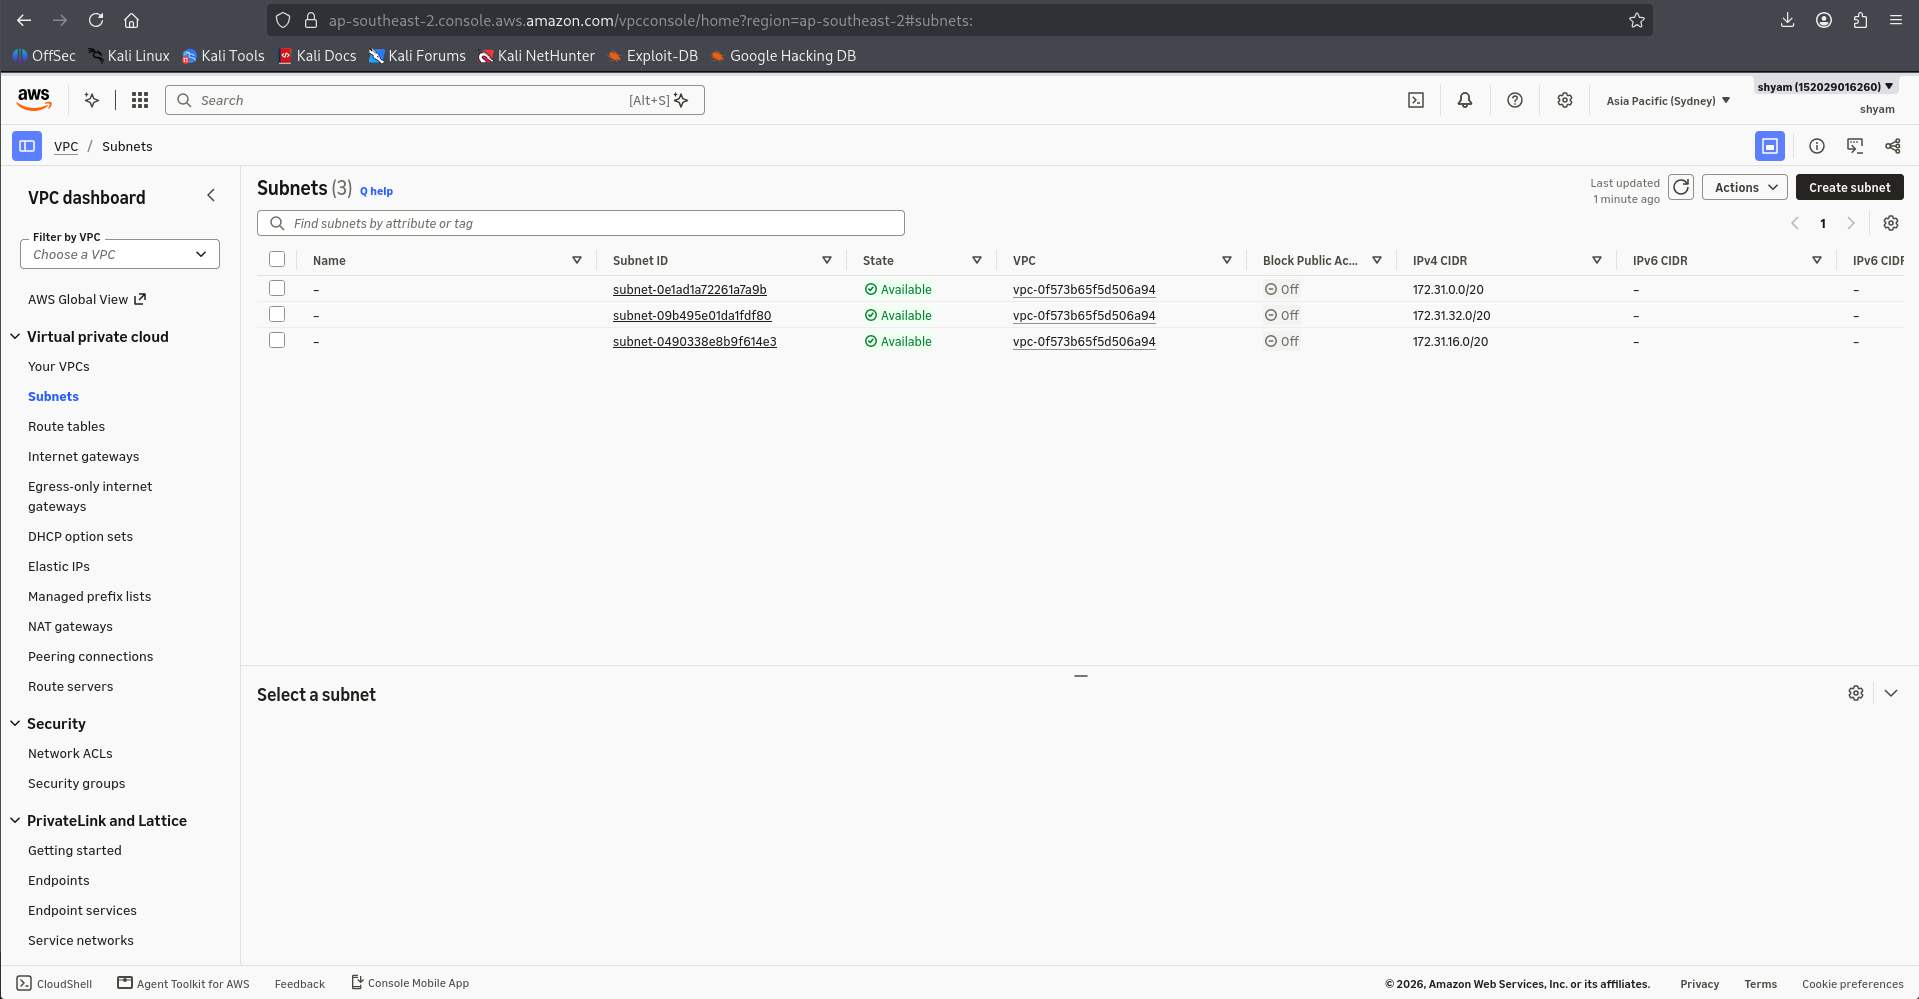 ap-southeast-2.console.aws.amazon.com/vpcconsole/home?region=ap-southeast-2#subnets:
OffSec Kali Linux Kali Tools Kali Docs Kali Forums Kali NetHunter Exploit-DB Google Hacking DB
aws Search [Alt+S] Asia Pacific (Sydney) shyam (152029016260)
shyam
VPC / Subnets
VPC dashboard
Filter by VPC
Choose a VPC
AWS Global View
Virtual private cloud
Your VPCs
Subnets
Route tables
Internet gateways
Egress-only internet
gateways
DHCP option sets
Elastic IPs
Managed prefix lists
NAT gateways
Peering connections
Route servers
Security
Network ACLs
Security groups
PrivateLink and Lattice
Getting started
Endpoints
Endpoint services
Service networks
Subnets (3) Q help
Last updated
1 minute ago
Actions Create subnet
Find subnets by attribute or tag
1
Name Subnet ID State VPC Block Public Ac... IPv4 CIDR IPv6 CIDR IPv6 CIDR
– subnet-0e1ad1a72261a7a9b Available vpc-0f573b65f5d506a94 Off 172.31.0.0/20 – –
– subnet-09b495e01da1fdf80 Available vpc-0f573b65f5d506a94 Off 172.31.32.0/20 – –
– subnet-0490338e8b9f614e3 Available vpc-0f573b65f5d506a94 Off 172.31.16.0/20 – –
Select a subnet
CloudShell Agent Toolkit for AWS Feedback Console Mobile App © 2026, Amazon Web Services, Inc. or its affiliates. Privacy Terms Cookie preferences